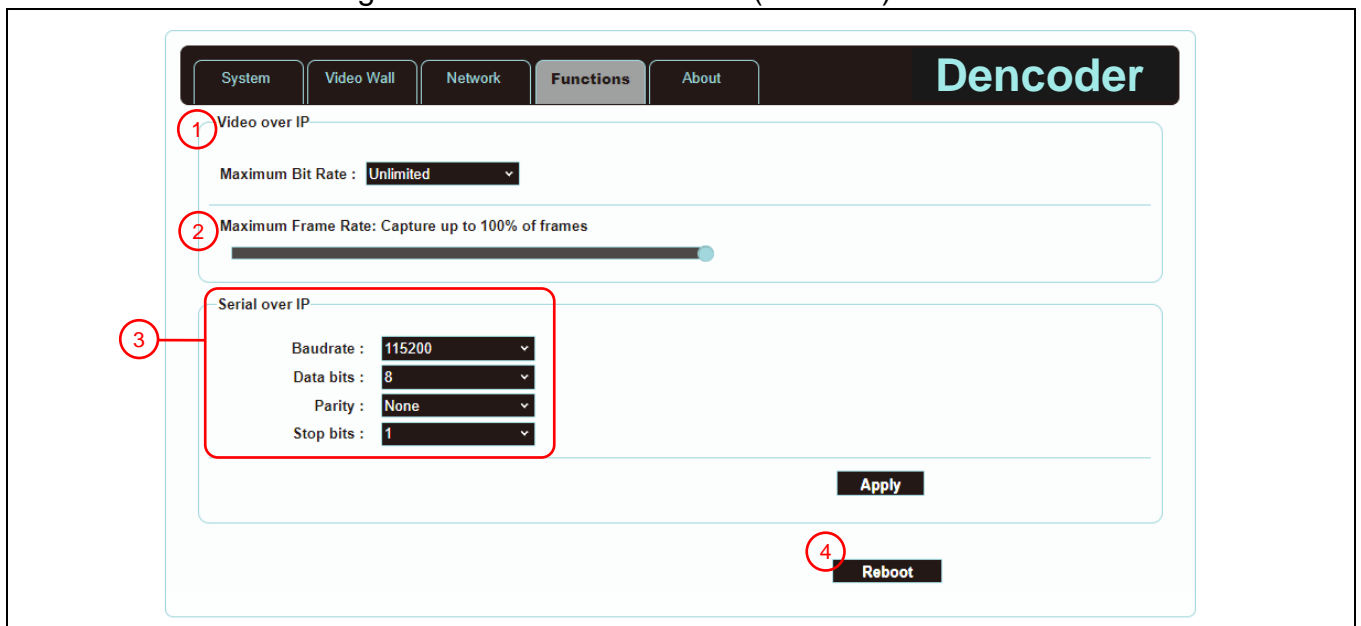 System Video Wall Network Functions About Dencoder
1 Video over IP
Maximum Bit Rate : Unlimited
2 Maximum Frame Rate: Capture up to 100% of frames
Serial over IP
3
Baudrate : 115200
Data bits : 8
Parity : None
Stop bits : 1
Apply
4
Reboot